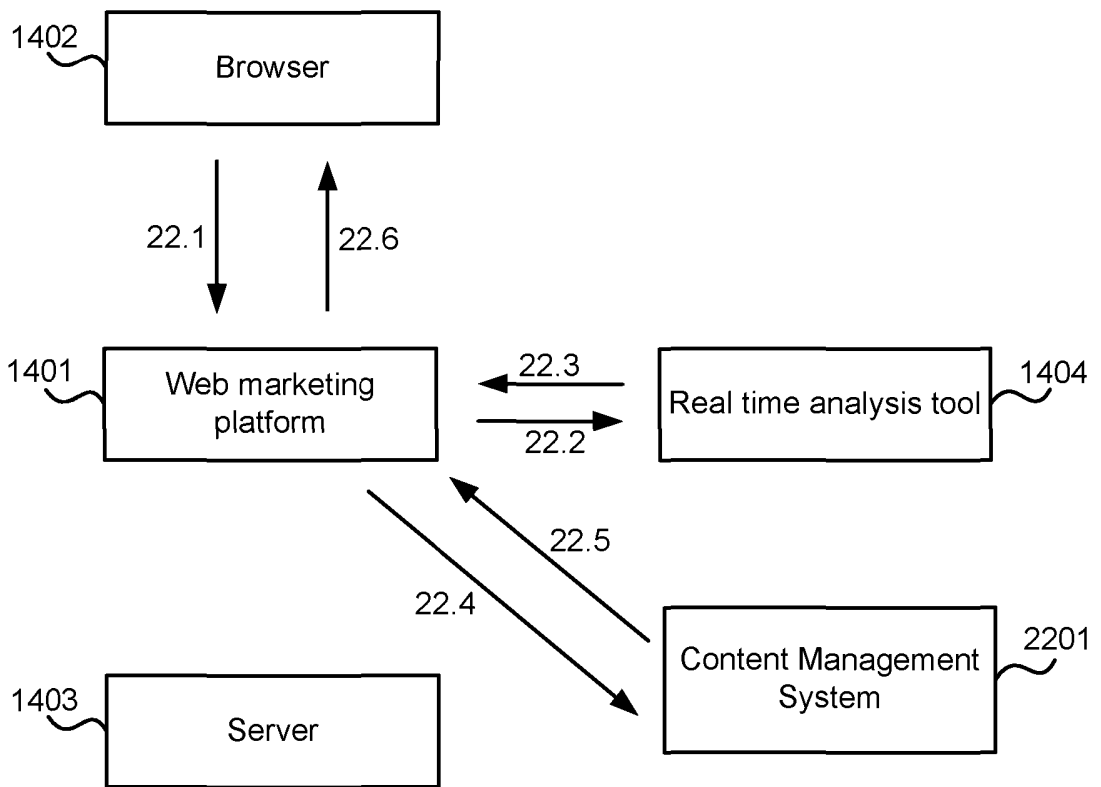 1402
Browser
22.1
22.6
1401
Web marketing
platform
22.3
22.2
Real time analysis tool
1404
22.5
22.4
Content Management
System
2201
1403
Server